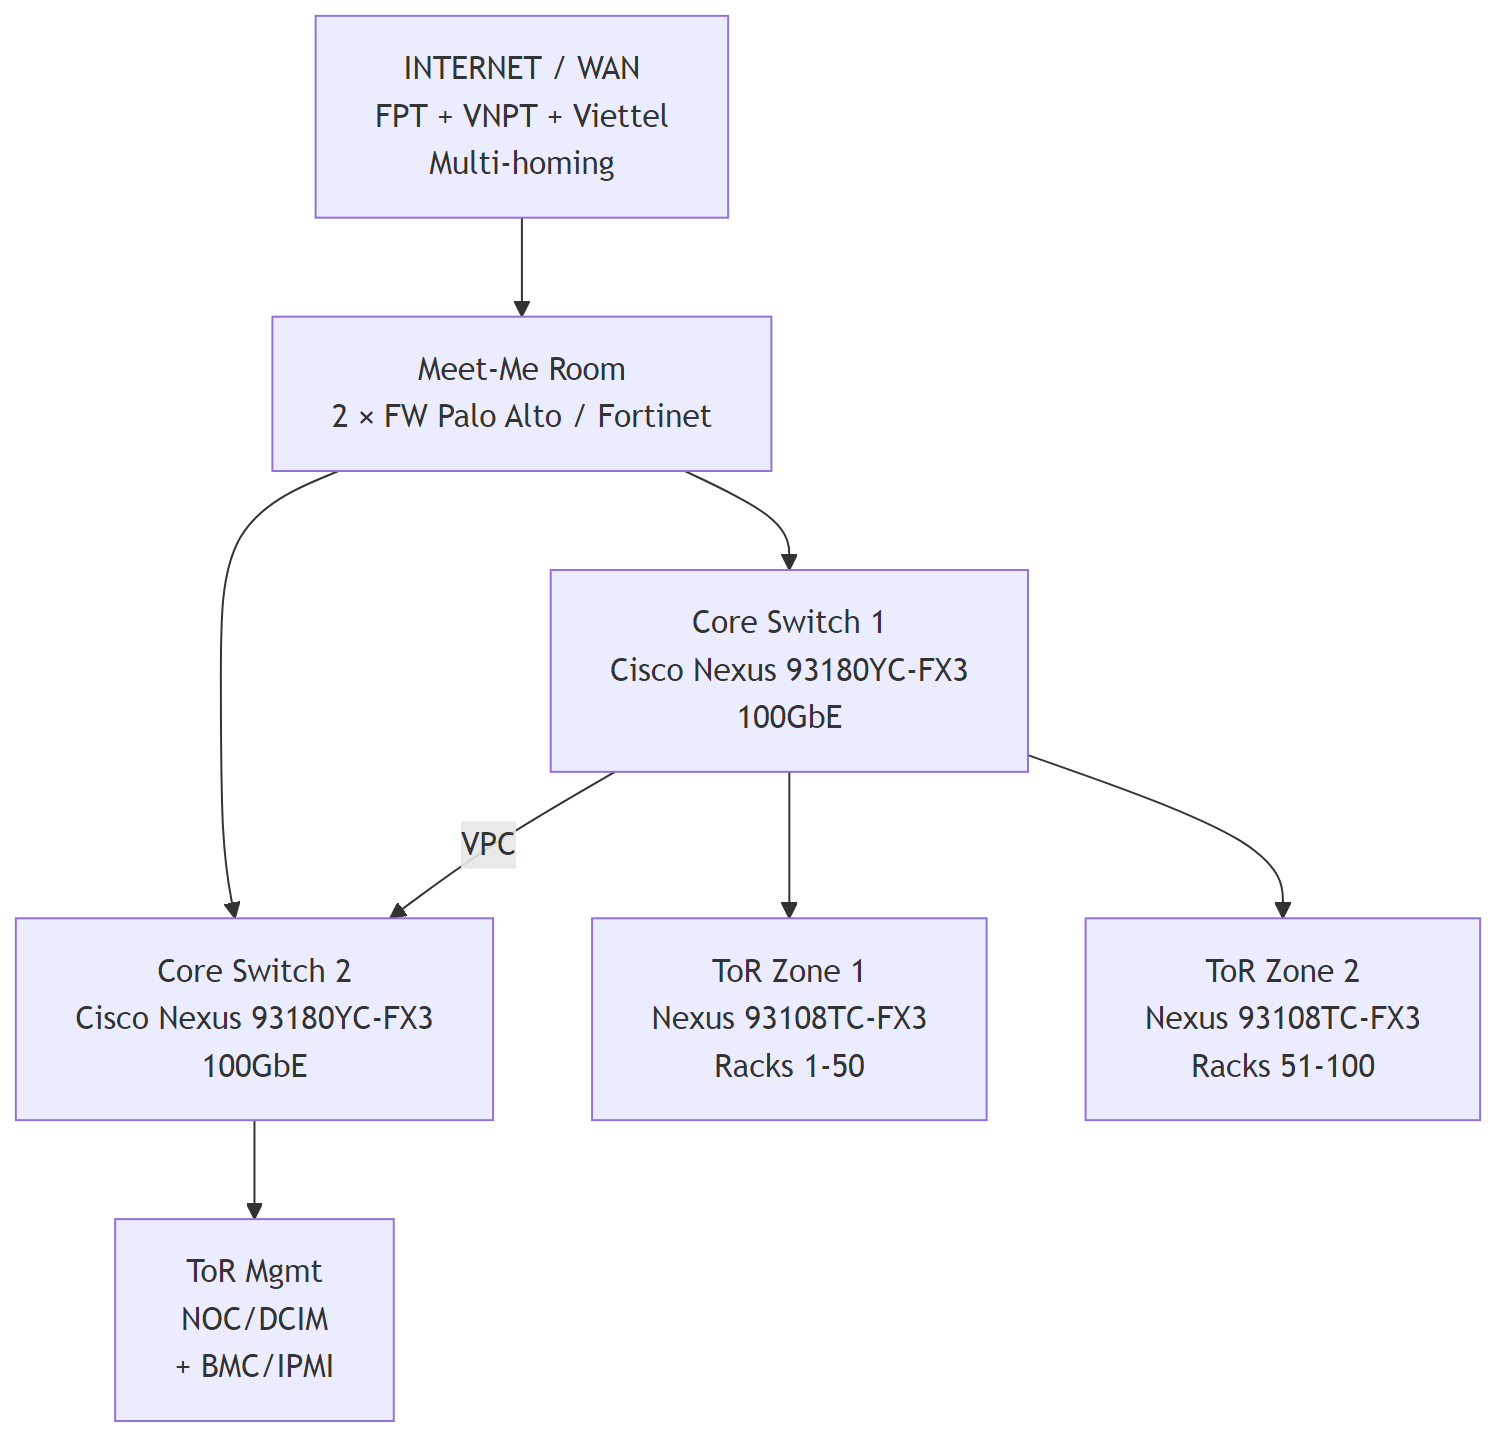 INTERNET / WAN
FPT + VNPT + Viettel
Multi-homing
Meet-Me Room
2 × FW Palo Alto / Fortinet
Core Switch 1
Cisco Nexus 93180YC-FX3
100GbE
VPC
Core Switch 2
Cisco Nexus 93180YC-FX3
100GbE
ToR Zone 1
Nexus 93108TC-FX3
Racks 1-50
ToR Zone 2
Nexus 93108TC-FX3
Racks 51-100
ToR Mgmt
NOC/DCIM
+ BMC/IPMI